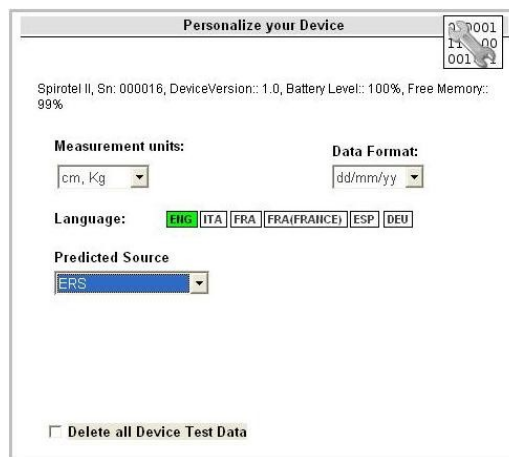 Personalize your Device
Spirotel II, Sn: 000016, DeviceVersion:: 1.0, Battery Level:: 100%, Free Memory::
99%
Measurement units:
Data Format:
cm, Kg
dd/mm/yy
Language: ENG ITA FRA FRA(FRANCE) ESP DEU
Predicted Source
ERS
Delete all Device Test Data